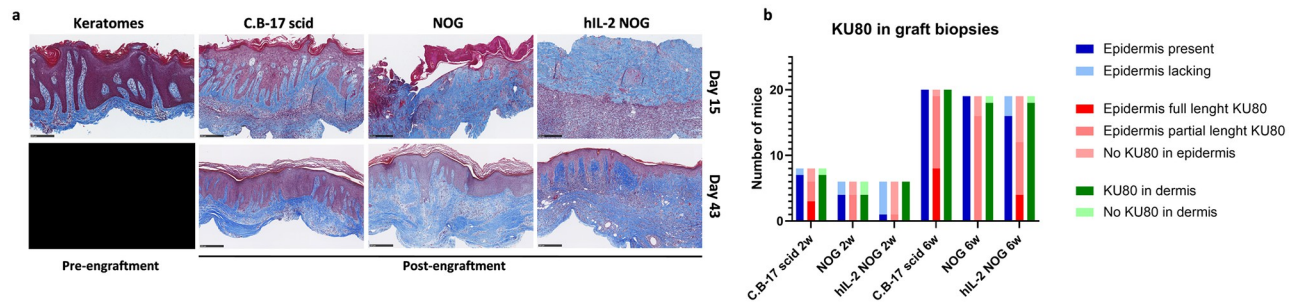 a
Keratomes
C.B-17 scid
NOG
hIL-2 NOG
Day 15
Day 43
Pre-engraftment
Post-engraftment
b
KU80 in graft biopsies
Number of mice
20
10
0
C.B-17 scid 2w
NOG 2w
hIL-2 NOG 2w
C.B-17 scid 6w
NOG 6w
hIL-2 NOG 6w
Epidermis present
Epidermis lacking
Epidermis full lenght KU80
Epidermis partial lenght KU80
No KU80 in epidermis
KU80 in dermis
No KU80 in dermis